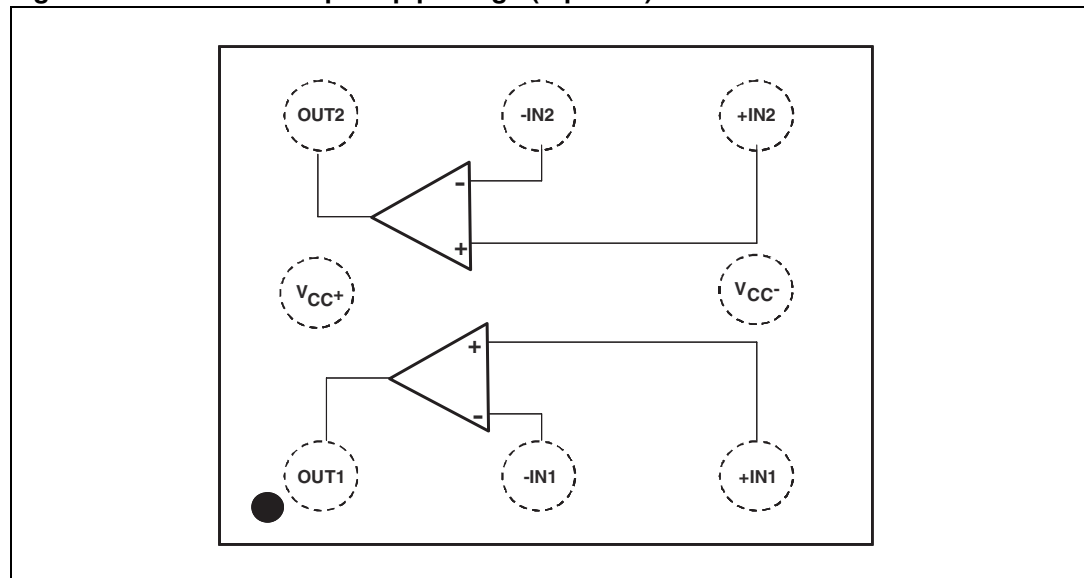 OUT2 -IN2 +IN2
-
+
VCC+ VCC-
+
-
OUT1 -IN1 +IN1